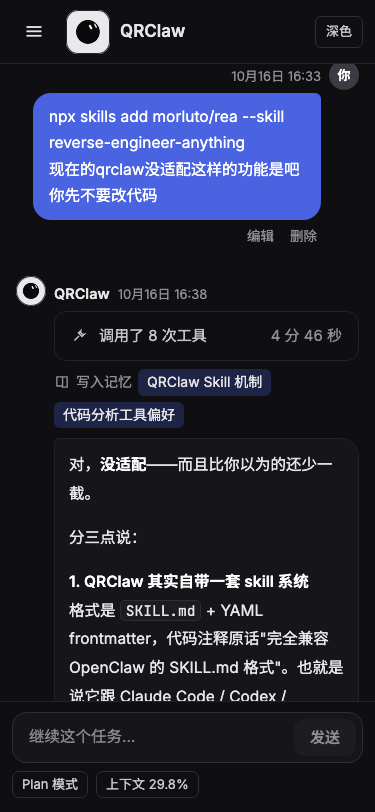 QRClaw
深色
10月16日 16:33
你
npx skills add morluto/rea --skill
reverse-engineer-anything
现在的qrclaw没适配这样的功能是吧
你先不要改代码
编辑 删除
QRClaw 10月16日 16:38
调用了 8 次工具 4 分 46 秒
写入记忆 QRClaw Skill 机制
代码分析工具偏好
对，没适配——而且比你以为的还少一
截。
分三点说：
1. QRClaw 其实自带一套 skill 系统
格式是 SKILL.md + YAML
frontmatter，代码注释原话"完全兼容
OpenClaw 的 SKILL.md 格式"。也就是
说它跟 Claude Code / Codex /
继续这个任务...
发送
Plan 模式 上下文 29.8%